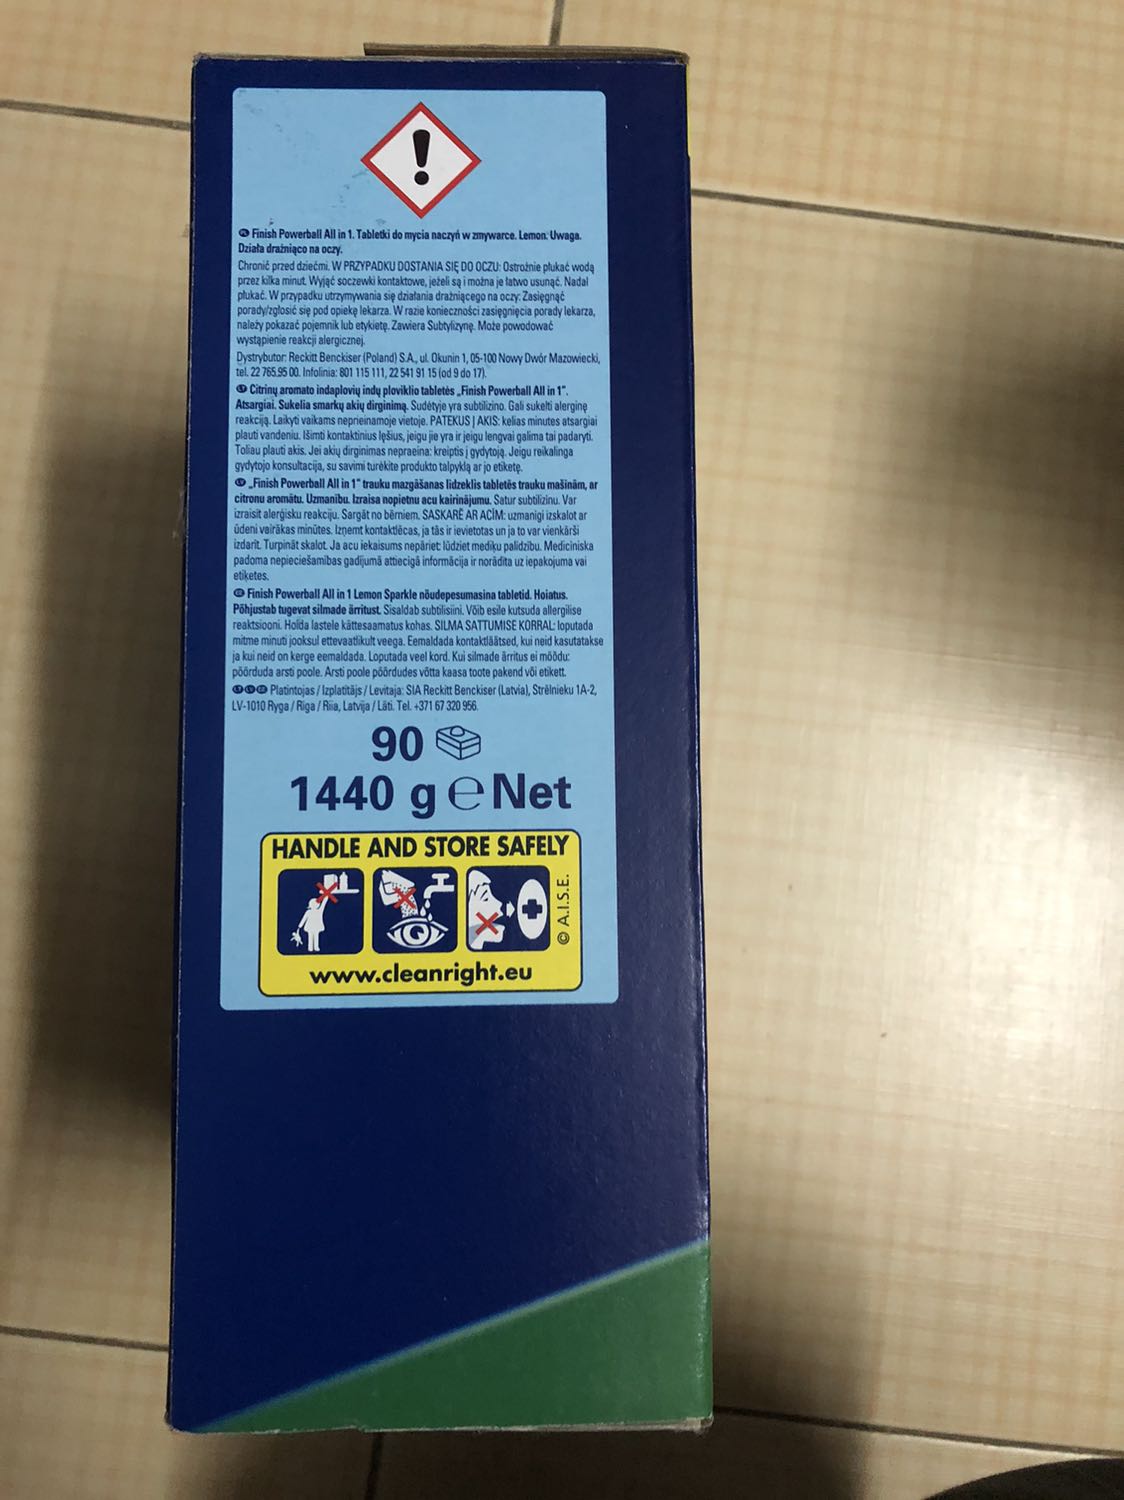 PL Finish Powerball All in 1. Tabletki do mycia naczyń w zmywarce. Lemon. Uwaga.
Działa drażniąco na oczy.
Chronić przed dziećmi. W PRZYPADKU DOSTANIA SIĘ DO OCZU: Ostrożnie płukać wodą
przez kilka minut. Wyjąć soczewki kontaktowe, jeżeli są i można je łatwo usunąć. Nadal
płukać. W przypadku utrzymywania się działania drażniącego na oczy: Zasięgnąć
porady/zgłosić się pod opiekę lekarza. W razie konieczności zasięgnięcia porady lekarza,
należy pokazać pojemnik lub etykietę. Zawiera Subtylizynę. Może powodować
wystąpienie reakcji alergicznej.
Dystrybutor: Reckitt Benckiser (Poland) S.A., ul. Okunin 1, 05-100 Nowy Dwór Mazowiecki,
tel. 22 765 95 00. Infolinia: 801 115 111, 22 541 91 15 (od 9 do 17).
LT Citrinų aromato indaplovių indų ploviklio tabletės „Finish Powerball All in 1".
Atsargiai. Sukelia smarkų akių dirginimą. Sudėtyje yra subtilizino. Gali sukelti alerginę
reakciją. Laikyti vaikams neprieinamoje vietoje. PATEKUS Į AKIS: kelias minutes atsargiai
plauti vandeniu. Išimti kontaktinius lęšius, jeigu jie yra ir jeigu lengvai galima tai padaryti.
Toliau plauti akis. Jei akių dirginimas nepraeina: kreiptis į gydytoją. Jeigu reikalinga
gydytojo konsultacija, su savimi turėkite produkto talpyklą ar jo etiketę.
LV „Finish Powerball All in 1" trauku mazgāšanas līdzeklis tabletēs trauku mašīnām, ar
citronu aromātu. Uzmanību. Izraisa nopietnu acu kairinājumu. Satur subtilizīnu. Var
izraisīt alerģisku reakciju. Sargāt no bērniem. SASKARĒ AR ACĪM: uzmanīgi izskalot ar
ūdeni vairākas minūtes. Izņemt kontaktlēcas, ja tās ir ievietotas un ja to var vienkārši
izdarīt. Turpināt skalot. Ja acu iekaisums nepāriet: lūdziet mediķu palīdzību. Medicīniska
padoma nepieciešamības gadījumā attiecīgā informācija ir norādīta uz iepakojuma vai
etiķetes.
EE Finish Powerball All in 1 Lemon Sparkle nõudepesumasina tabletid. Hoiatus.
Põhjustab tugevat silmade ärritust. Sisaldab subtilisiini. Võib esile kutsuda allergilise
reaktsiooni. Hoida lastele kättesaamatus kohas. SILMA SATTUMISE KORRAL: loputada
mitme minuti jooksul ettevaatlikult veega. Eemaldada kontaktläätsed, kui neid kasutatakse
ja kui neid on kerge eemaldada. Loputada veel kord. Kui silmade ärritus ei möödu:
pöörduda arsti poole. Arsti poole pöördudes võtta kaasa toote pakend või etikett.
LT LV EE Platintojas / Izplatītājs / Levitaja: SIA Reckitt Benckiser (Latvia), Strēlnieku 1A-2,
LV-1010 Ryga / Rīga / Riia, Latvija / Läti. Tel. +371 67 320 956.
90
1440 g e Net
HANDLE AND STORE SAFELY
© A.I.S.E.
www.cleanright.eu